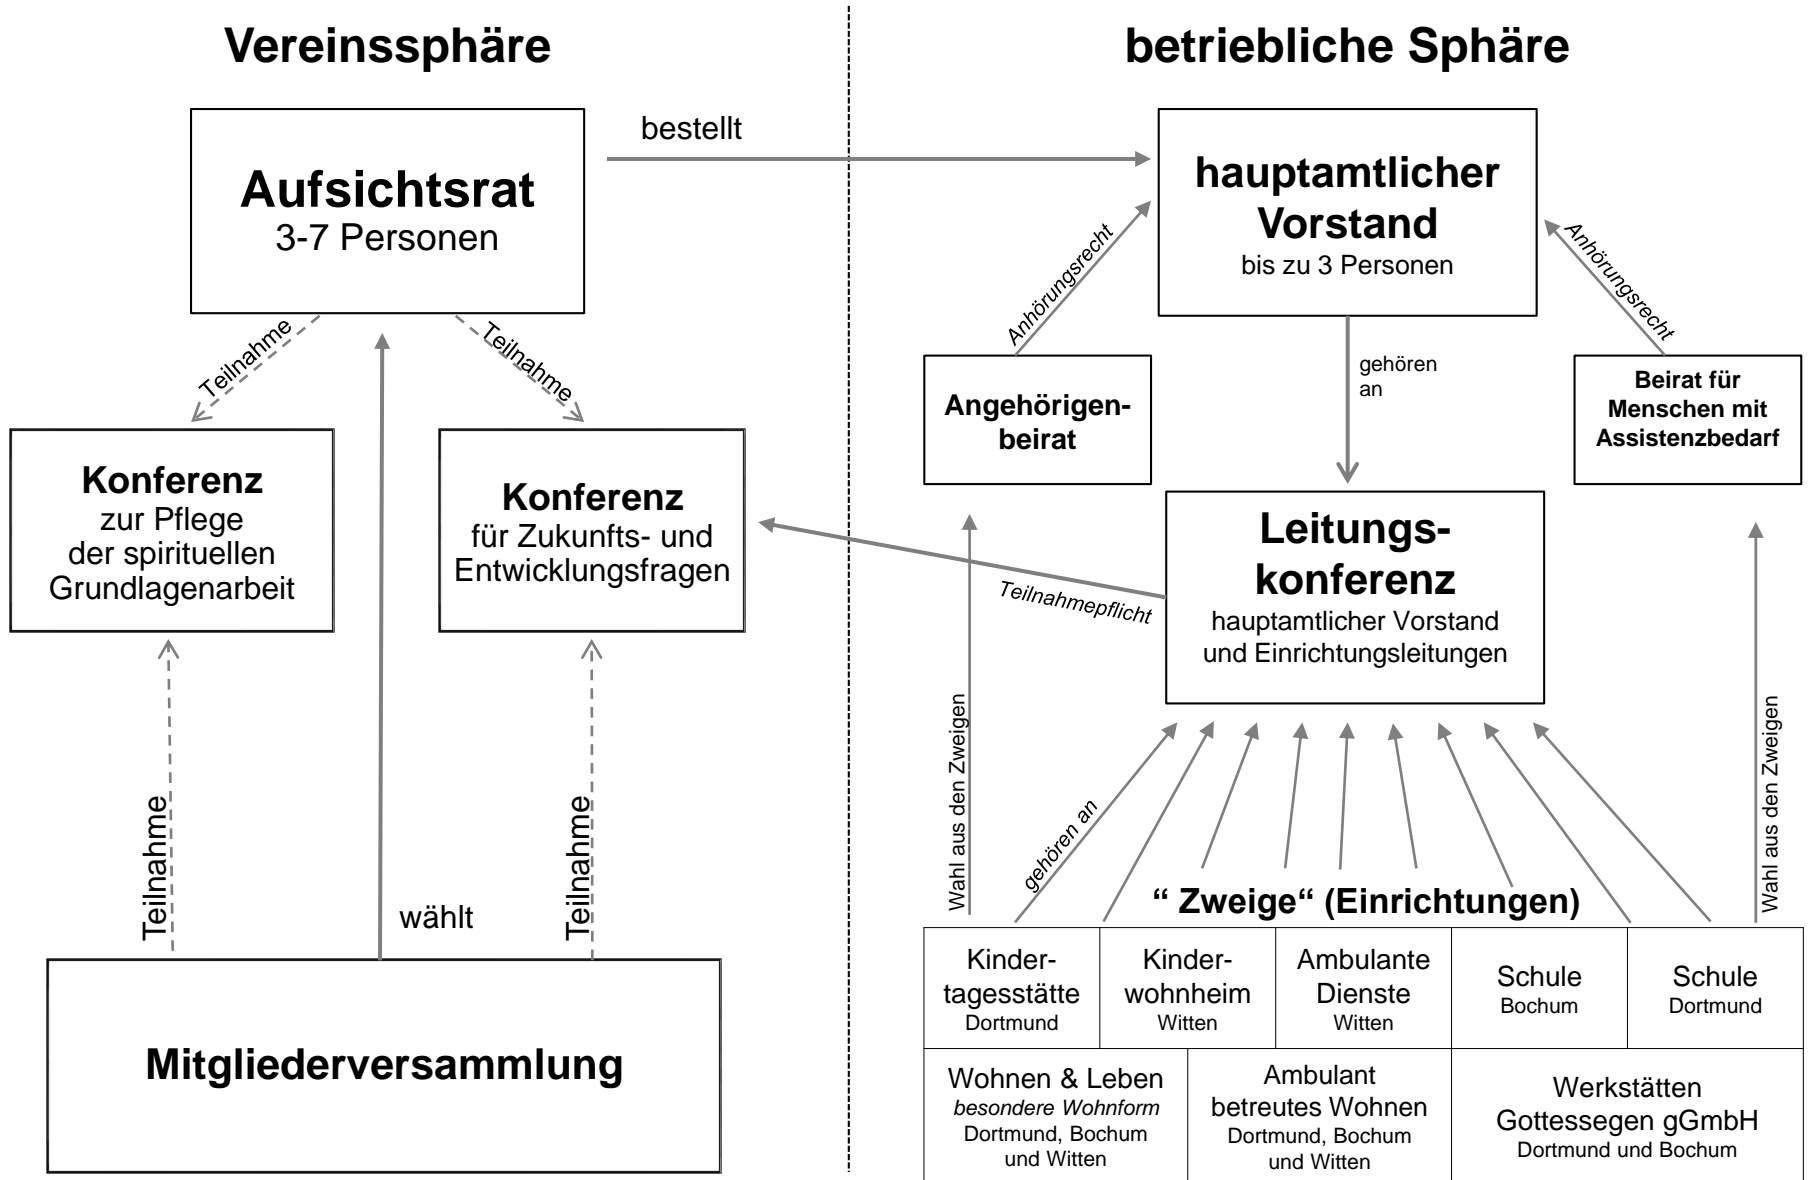 Vereinssphäre
betriebliche Sphäre
bestellt
Aufsichtsrat
3-7 Personen
hauptamtlicher
Vorstand
bis zu 3 Personen
Anhörungsrecht
Anhörungsrecht
Teilnahme
Teilnahme
gehören
an
Angehörigen-
beirat
Beirat für
Menschen mit
Assistenzbedarf
Konferenz
zur Pflege
der spirituellen
Grundlagenarbeit
Konferenz
für Zukunfts- und
Entwicklungsfragen
Leitungs-
konferenz
hauptamtlicher Vorstand
und Einrichtungsleitungen
Teilnahmepflicht
Teilnahme
wählt
Teilnahme
Wahl aus den Zweigen
gehören an
Wahl aus den Zweigen
“ Zweige“ (Einrichtungen)
Mitgliederversammlung
Kinder-
tagesstätte
Dortmund
Kinder-
wohnheim
Witten
Ambulante
Dienste
Witten
Schule
Bochum
Schule
Dortmund
Wohnen & Leben
besondere Wohnform
Dortmund, Bochum
und Witten
Ambulant
betreutes Wohnen
Dortmund, Bochum
und Witten
Werkstätten
Gottessegen gGmbH
Dortmund und Bochum